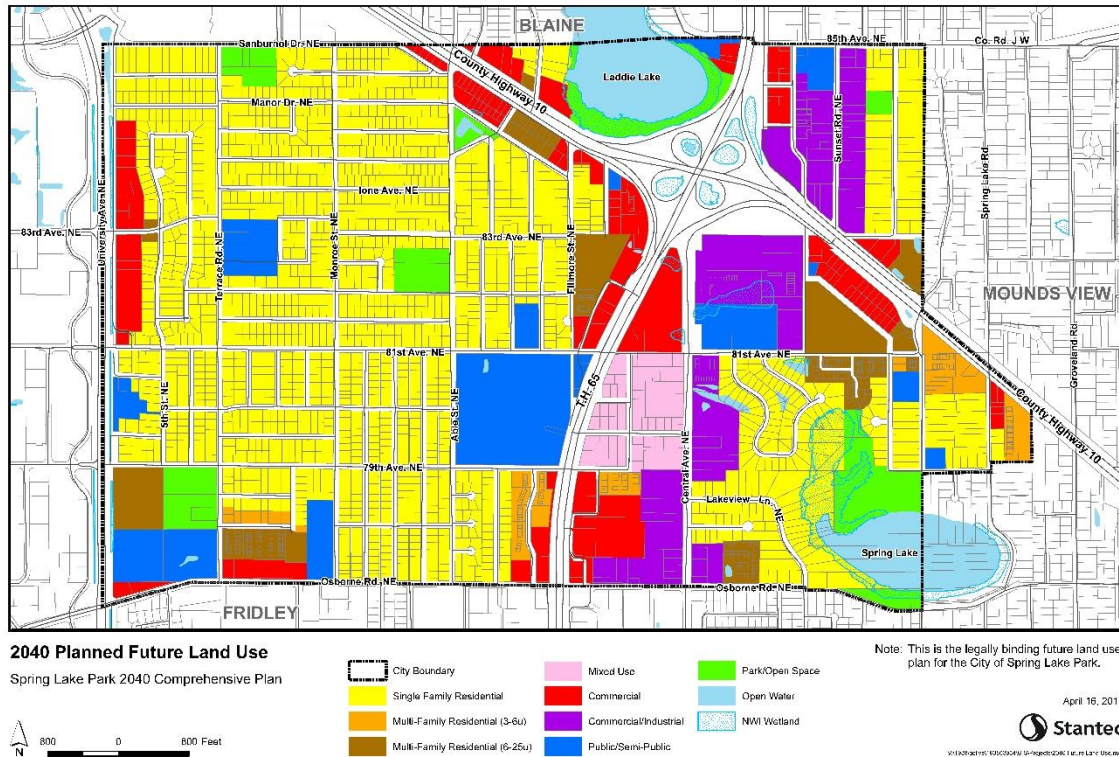 BLAINE
Sanburnol Dr. NE
85th Ave. NE
Co. Rd. J W
Laddie Lake
County Highway 10
Manor Dr. NE
Sunset Rd. NE
Spring Lake Rd
University Ave. NE
Ione Ave. NE
83rd Ave. NE
Terrace Rd. NE
Monroe St. NE
83rd Ave. NE
Fillmore St. NE
MOUNDS VIEW
Groveland Rd
81st Ave. NE
81st Ave. NE
T.H. 65
5th St. NE
Able St. NE
County Highway 10
79th Ave. NE
Central Ave. NE
Lakeview Ln. NE
Spring Lake
Osborne Rd. NE
Osborne Rd. NE
FRIDLEY
2040 Planned Future Land Use
Spring Lake Park 2040 Comprehensive Plan
N
800 0 800 Feet
City Boundary
Single Family Residential
Multi-Family Residential (3-6u)
Multi-Family Residential (6-25u)
Mixed Use
Commercial
Commercial/Industrial
Public/Semi-Public
Park/Open Space
Open Water
NWI Wetland
Note: This is the legally binding future land use
plan for the City of Spring Lake Park.
April 16, 201
Stantec